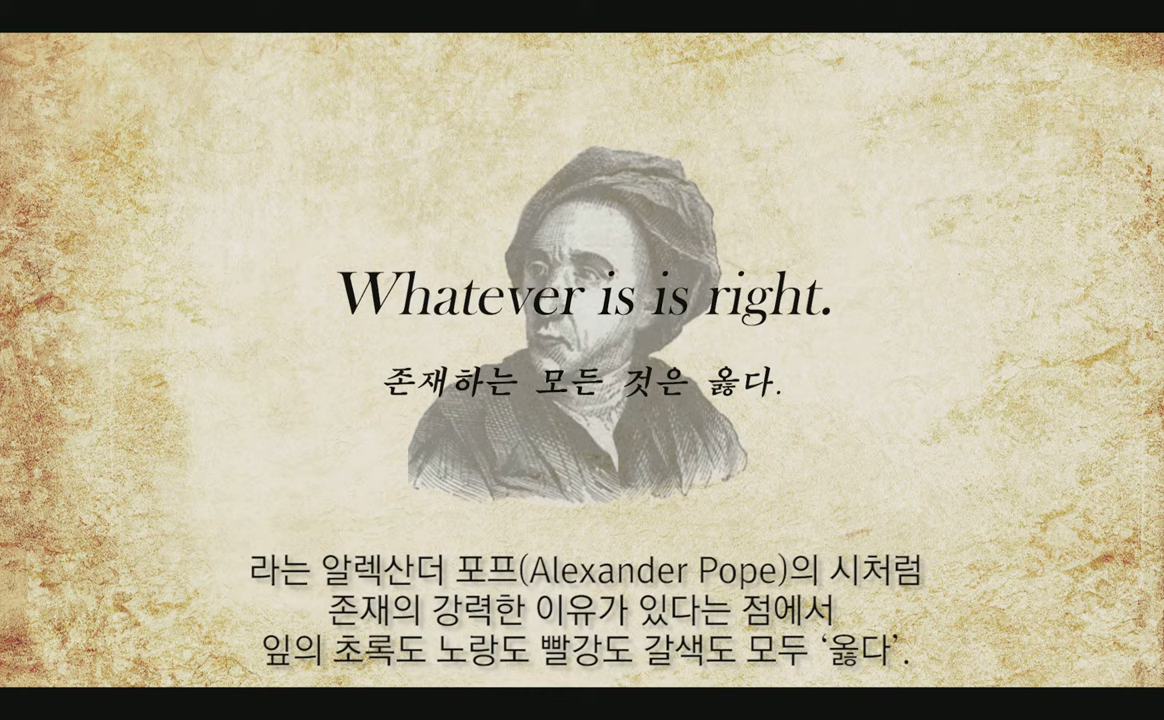 Whatever is is right.
존재하는 모든 것은 옳다.
라는 알렉산더 포프(Alexander Pope)의 시처럼
존재의 강력한 이유가 있다는 점에서
잎의 초록도 노랑도 빨강도 갈색도 모두 ‘옳다’.